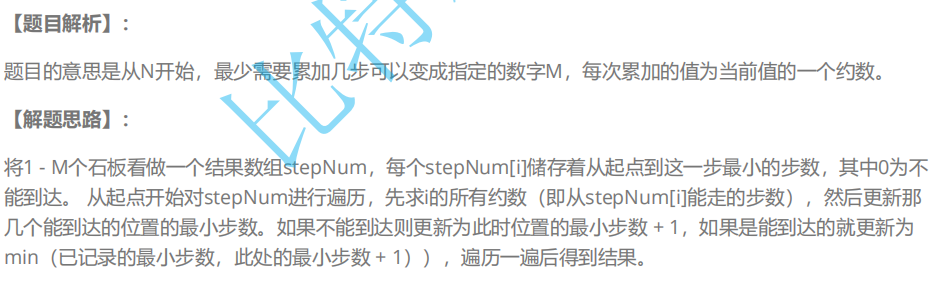 【题目解析】：
题目的意思是从N开始，最少需要累加几步可以变成指定的数字M，每次累加的值为当前值的一个约数。
【解题思路】：
将1 - M个石板看做一个结果数组stepNum，每个stepNum[i]储存着从起点到这一步最小的步数，其中0为不
能到达。 从起点开始对stepNum进行遍历，先求i的所有约数（即从stepNum[i]能走的步数），然后更新那
几个能到达的位置的最小步数。如果不能到达则更新为此时位置的最小步数 + 1，如果是能到达的就更新为
min（已记录的最小步数，此处的最小步数 + 1）），遍历一遍后得到结果。
比特